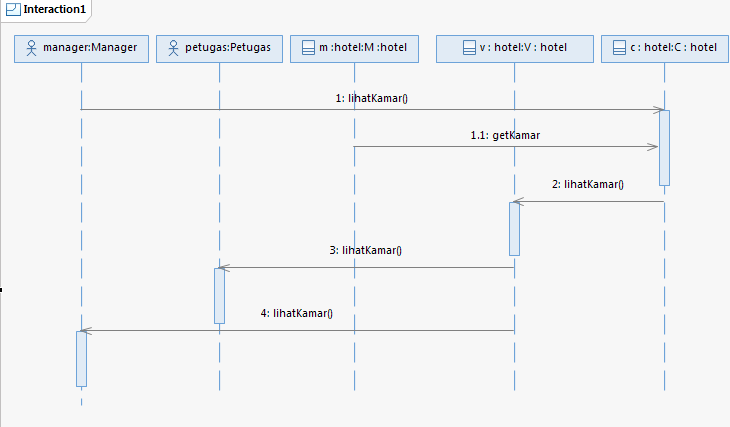 Interaction1
manager:Manager
petugas:Petugas
m :hotel:M :hotel
v : hotel:V : hotel
c : hotel:C : hotel
1: lihatKamar()
1.1: getKamar
2: lihatKamar()
3: lihatKamar()
4: lihatKamar()